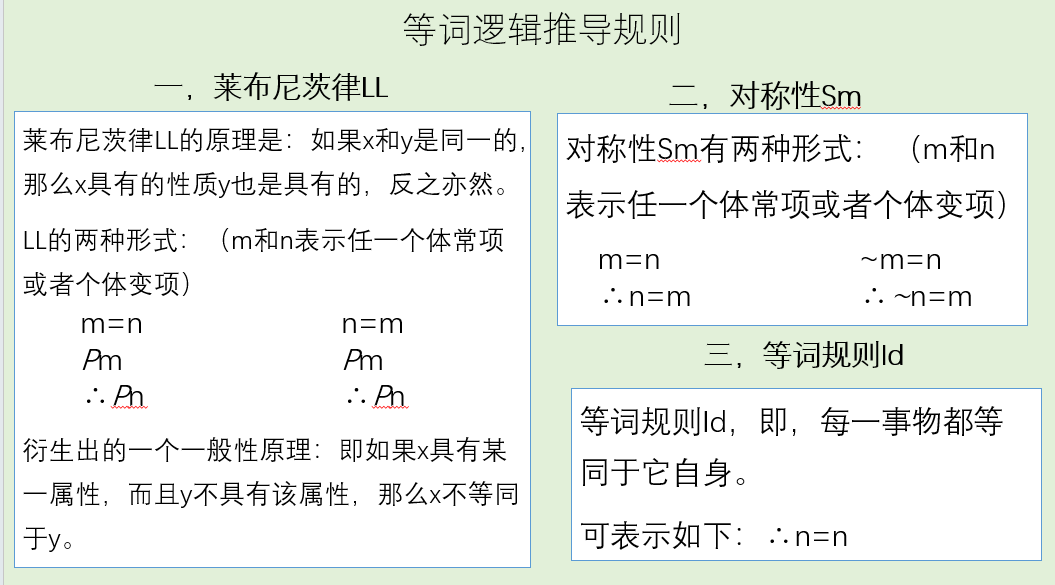 等词逻辑推导规则
一，莱布尼茨律LL
莱布尼茨律LL的原理是：如果x和y是同一的，
那么x具有的性质y也是具有的，反之亦然。
LL的两种形式：（m和n表示任一个体常项
或者个体变项）
m=n n=m
Pm Pm
∴Pn ∴Pn
衍生出的一个一般性原理：即如果x具有某
一属性，而且y不具有该属性，那么x不等同
于y。
二，对称性Sm
对称性Sm有两种形式： （m和n
表示任一个体常项或者个体变项）
m=n ~m=n
∴n=m ∴ ~n=m
三，等词规则Id
等词规则Id，即，每一事物都等
同于它自身。
可表示如下：∴n=n